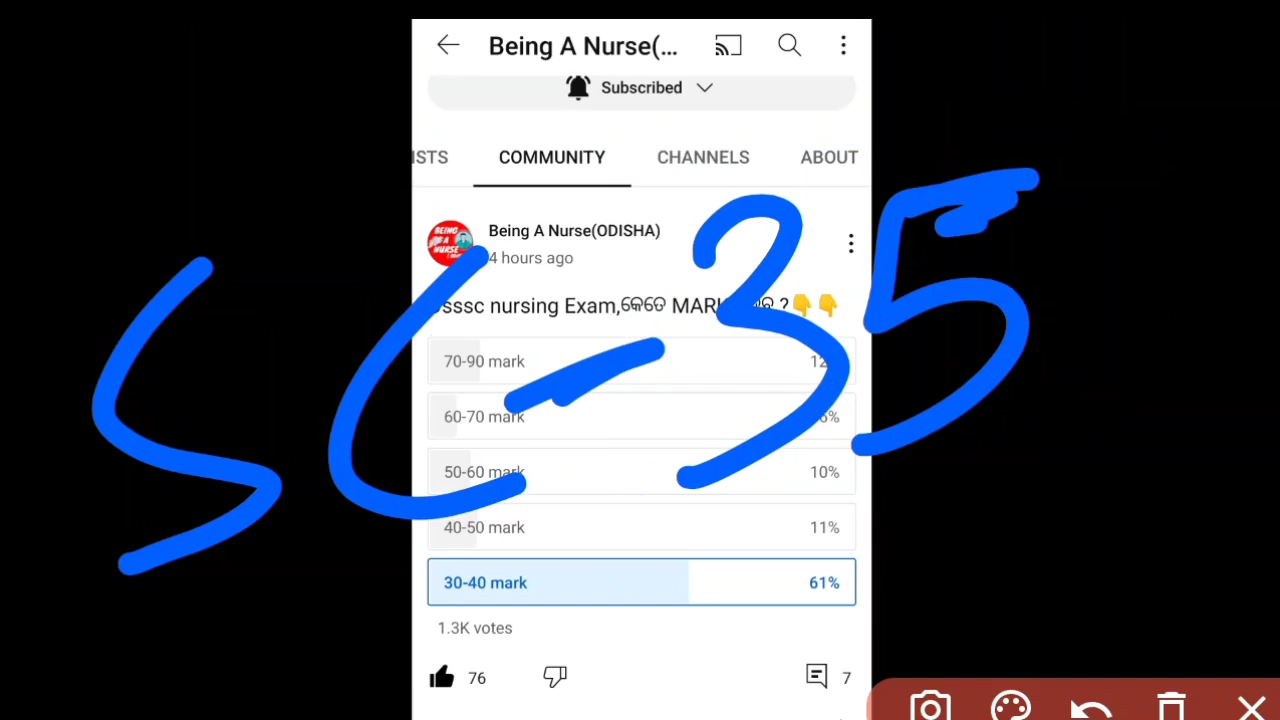 Being A Nurse(...
Subscribed
ISTS COMMUNITY CHANNELS ABOUT
BEING A NURSE
Being A Nurse(ODISHA)
4 hours ago
sssc nursing Exam,କେତେ MARK ?👇👇
70-90 mark
60-70 mark
50-60 mark 10%
40-50 mark 11%
30-40 mark 61%
1.3K votes
76 7
SC-35